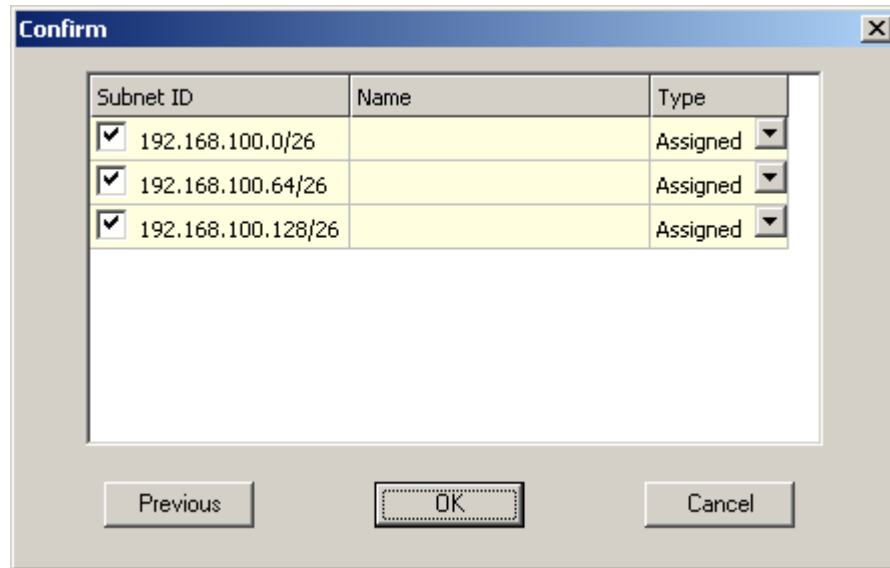 Confirm
Subnet ID Name Type
192.168.100.0/26 Assigned
192.168.100.64/26 Assigned
192.168.100.128/26 Assigned
Previous OK Cancel